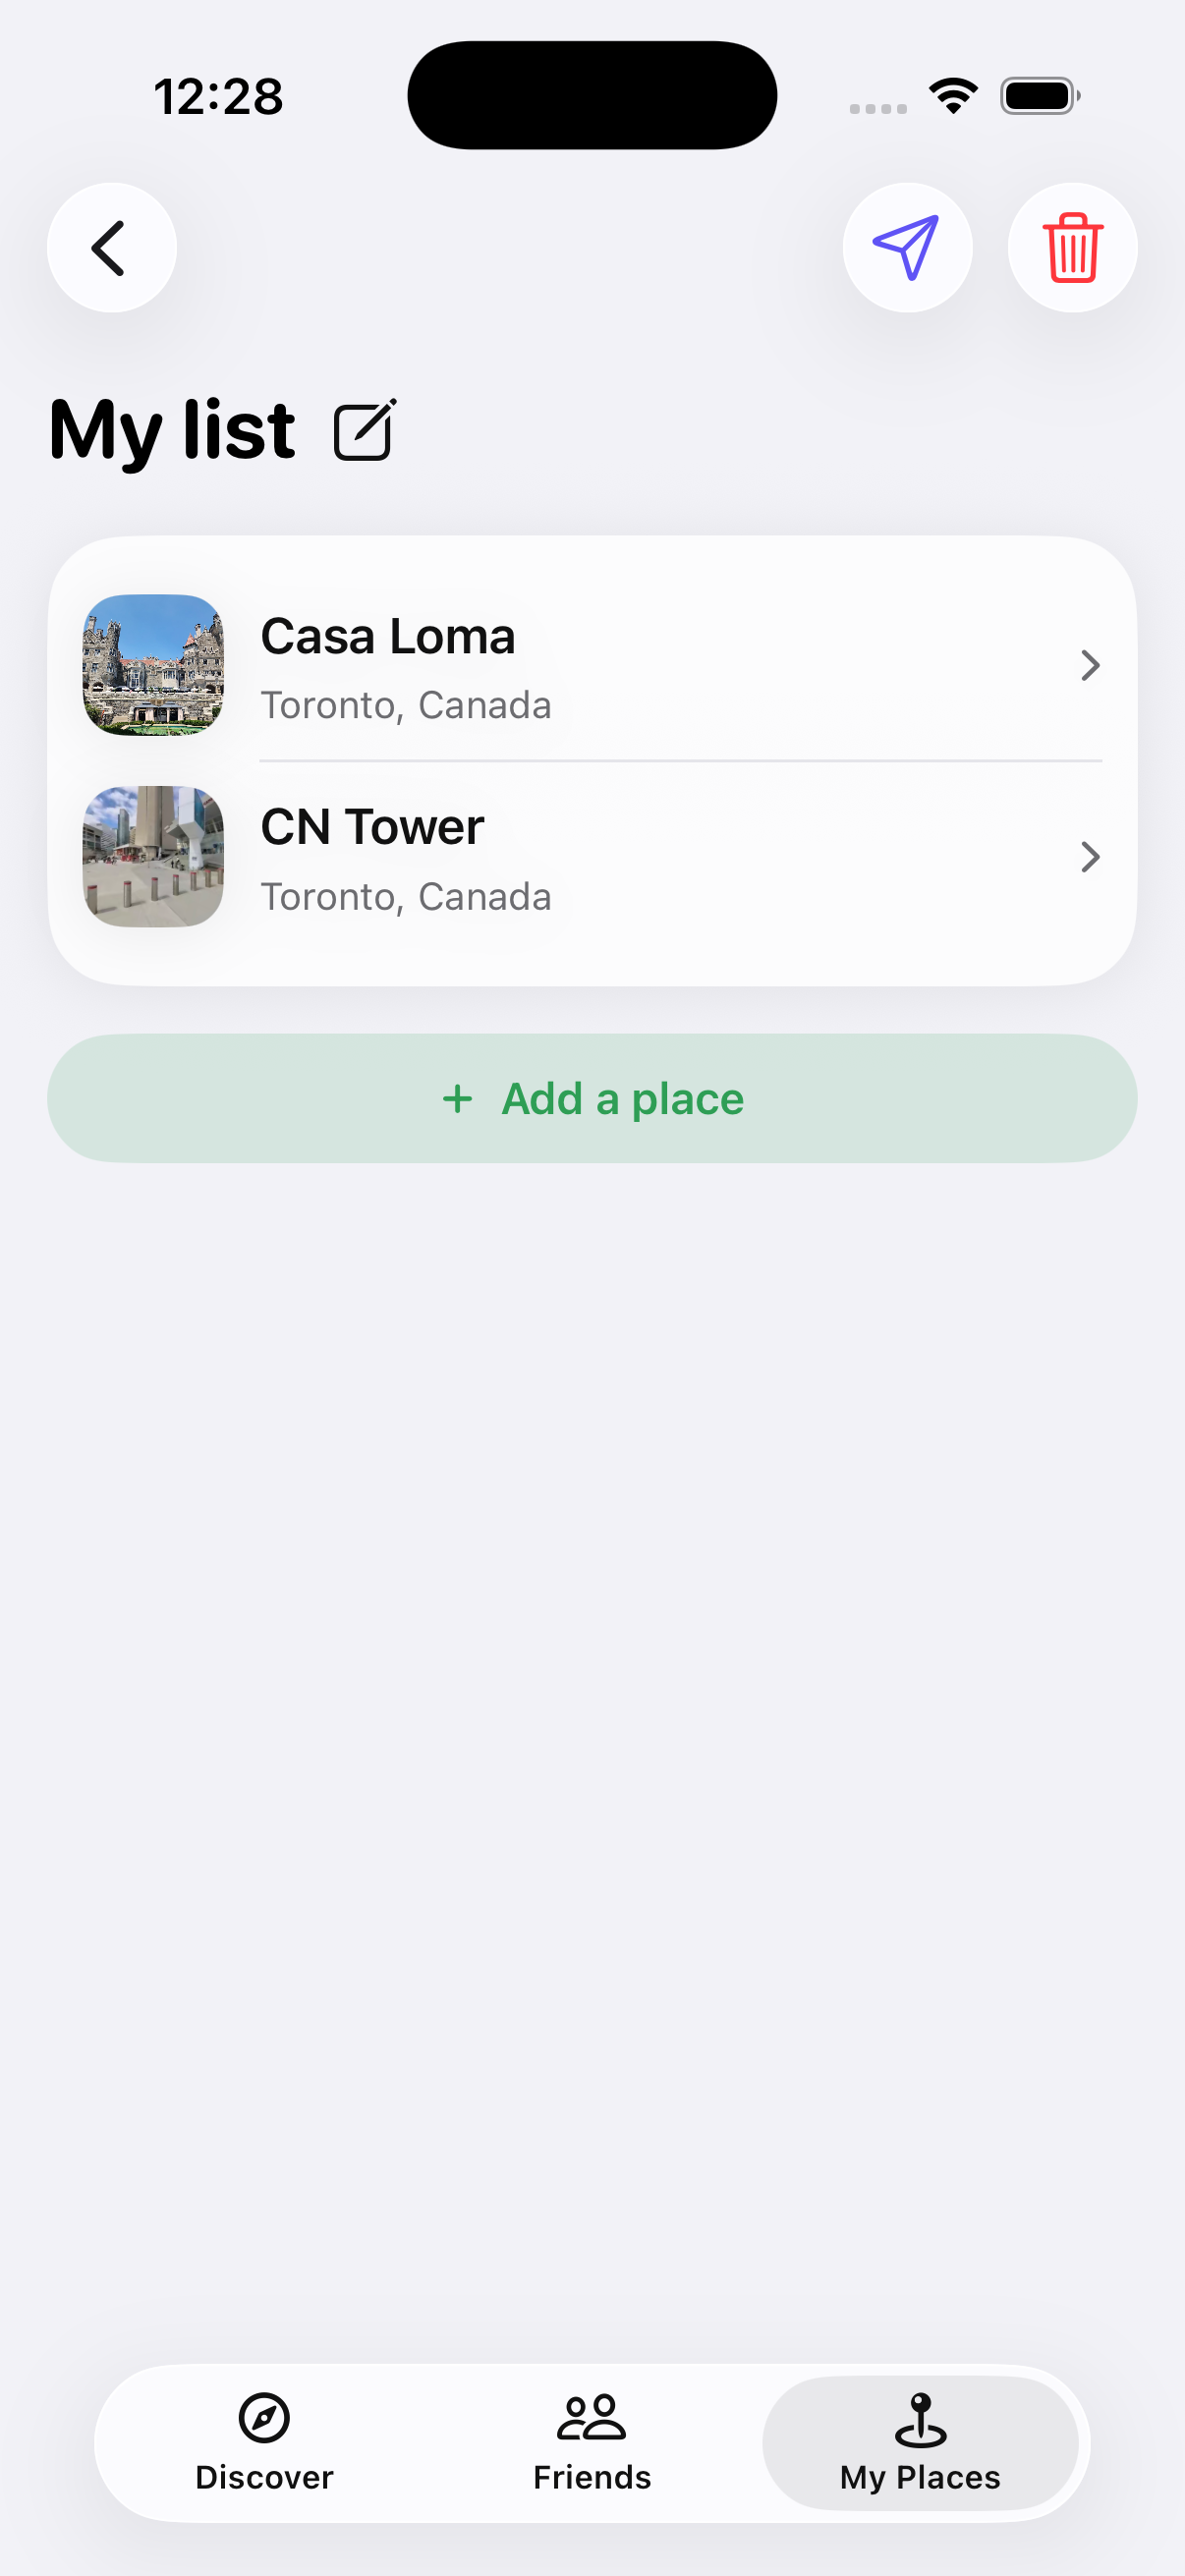 12:28
My list
Casa Loma
Toronto, Canada
CN Tower
Toronto, Canada
+ Add a place
Discover
Friends
My Places